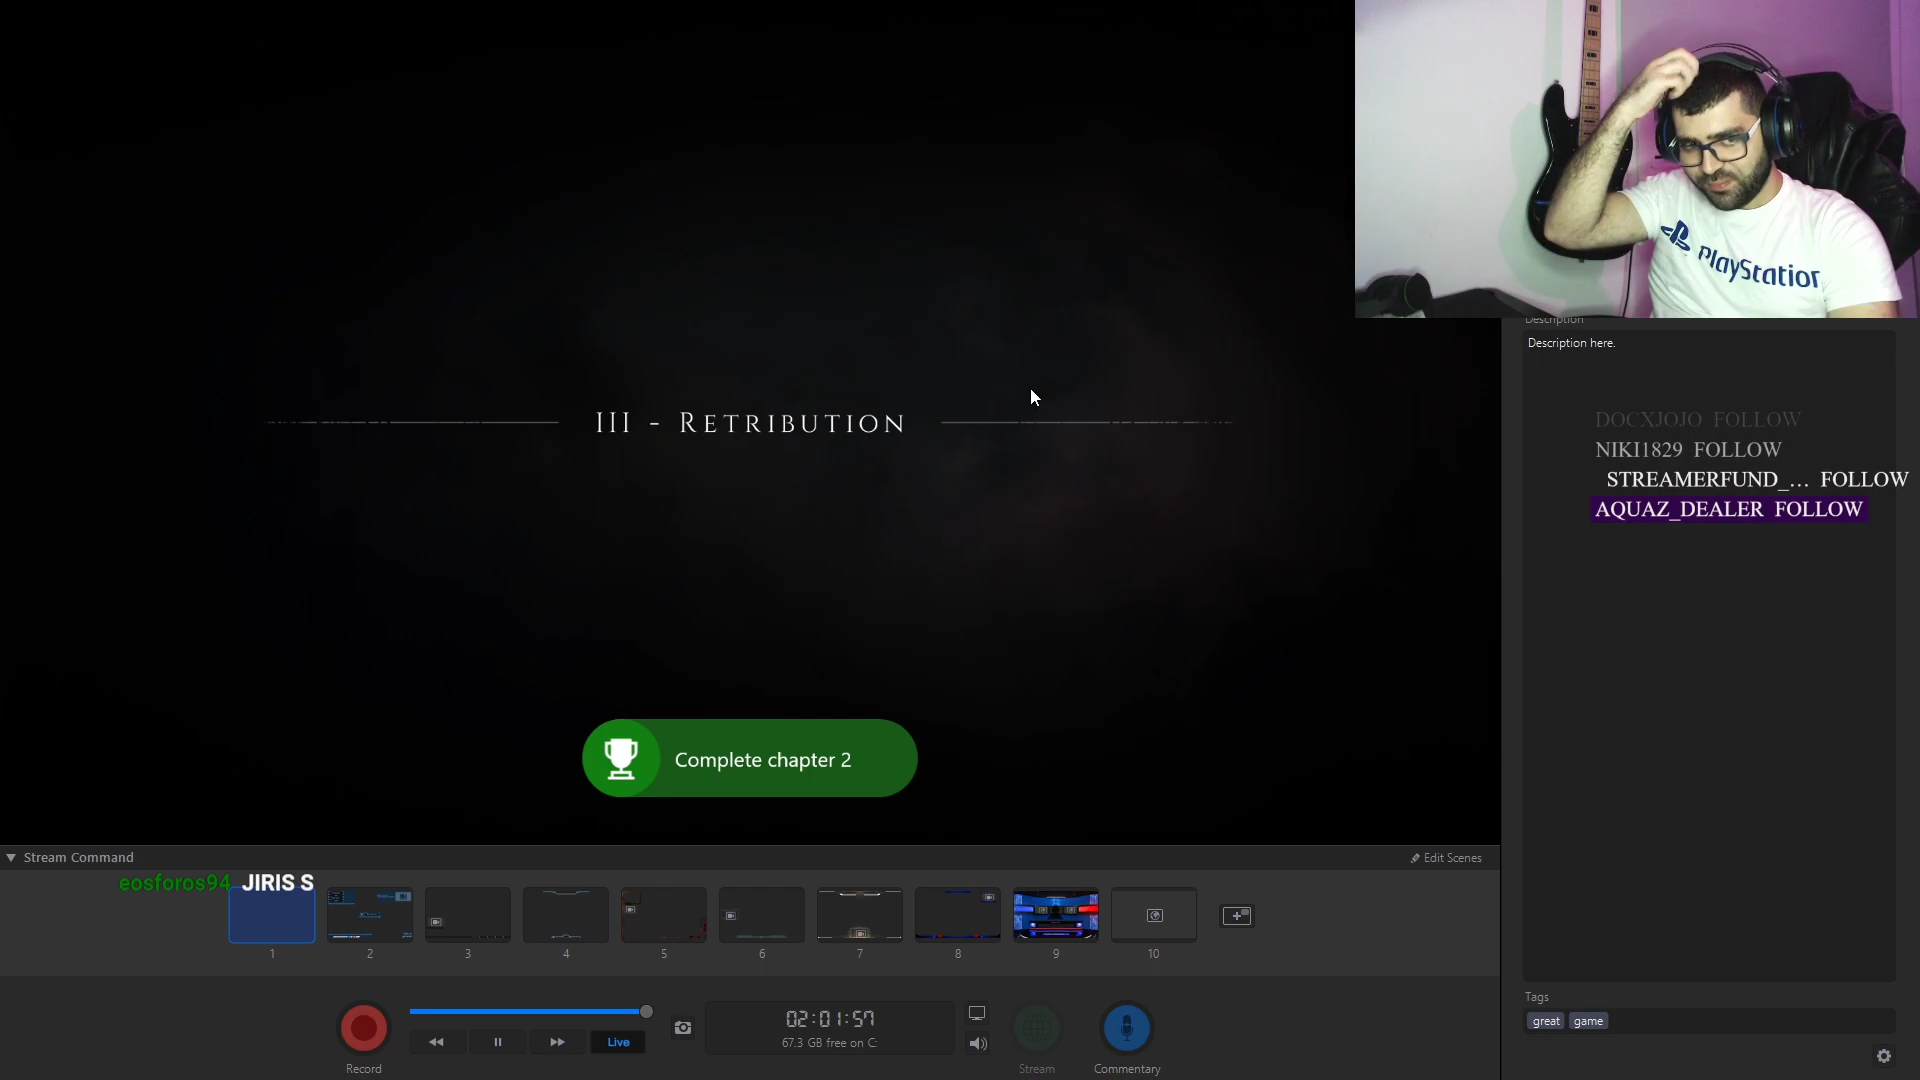 PlayStation
Description
Description here.
DOCXJOJO FOLLOW
III - RETRIBUTION
NIKI1829 FOLLOW
STREAMERFUND_... FOLLOW
AQUAZ_DEALER FOLLOW
Complete chapter 2
Stream Command
Edit Scenes
eosforos94 JIRIS S
1 2 3 4 5 6 7 8 9 10
Tags
great game
02:01:57
67.3 GB free on C:
Live
Record
Stream
Commentary